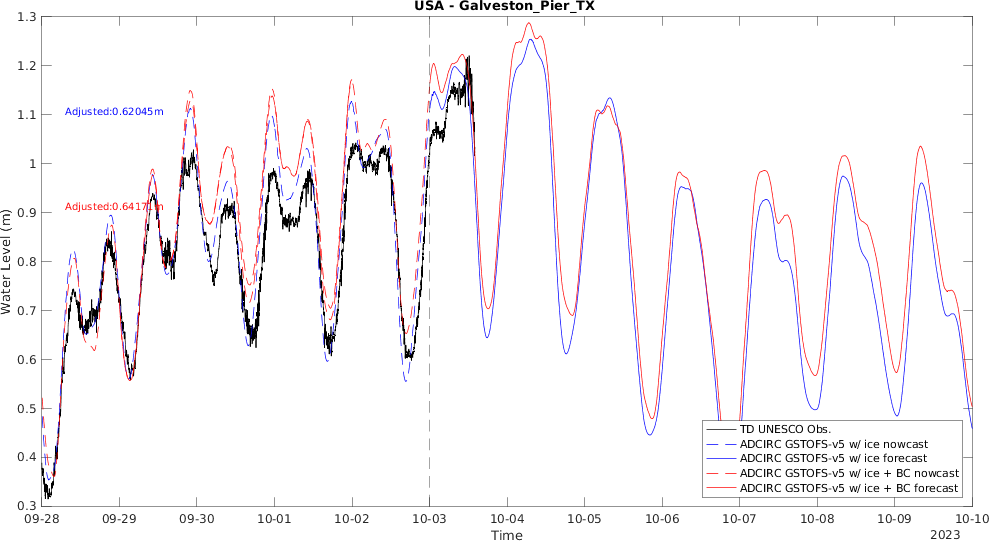 USA - Galveston_Pier_TX
1.3
1.2
1.1
1
0.9
0.8
0.7
0.6
0.5
0.4
0.3
Water Level (m)
Adjusted:0.62045m
TD UNESCO Obs.
ADCIRC GSTOFS-v5 w/ ice nowcast
ADCIRC GSTOFS-v5 w/ ice forecast
ADCIRC GSTOFS-v5 w/ ice + BC nowcast
ADCIRC GSTOFS-v5 w/ ice + BC forecast
09-28 09-29 09-30 10-01 10-02 10-03 10-04 10-05 10-06 10-07 10-08 10-09 10-10
Time
2023